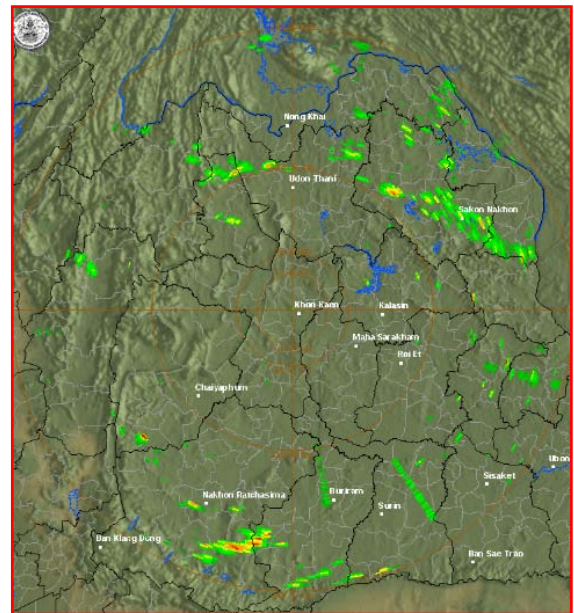 Nong Khai
Udon Thani
Sakon Nakhon
Khon Kaen
Kalasin
Maha Sarakham
Roi Et
Chaiyaphum
Nakhon Ratchasima
Buriram
Surin
Sisaket
Ubon
Ban Klang Dong
Ban Sae Trao